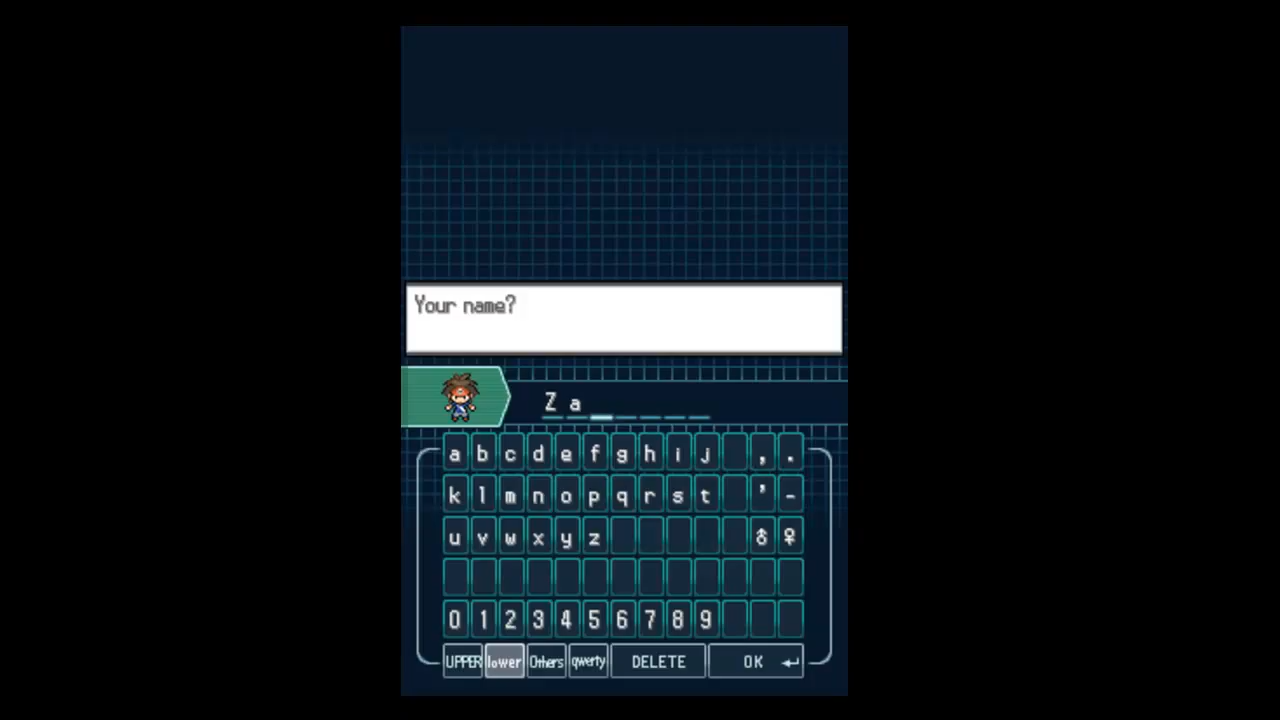 Your name?
Z a
a b c d e f g h i j , .
k l m n o p q r s t ' -
u v w x y z ♂ ♀
0 1 2 3 4 5 6 7 8 9
UPPER lower Others qwerty DELETE OK ↵